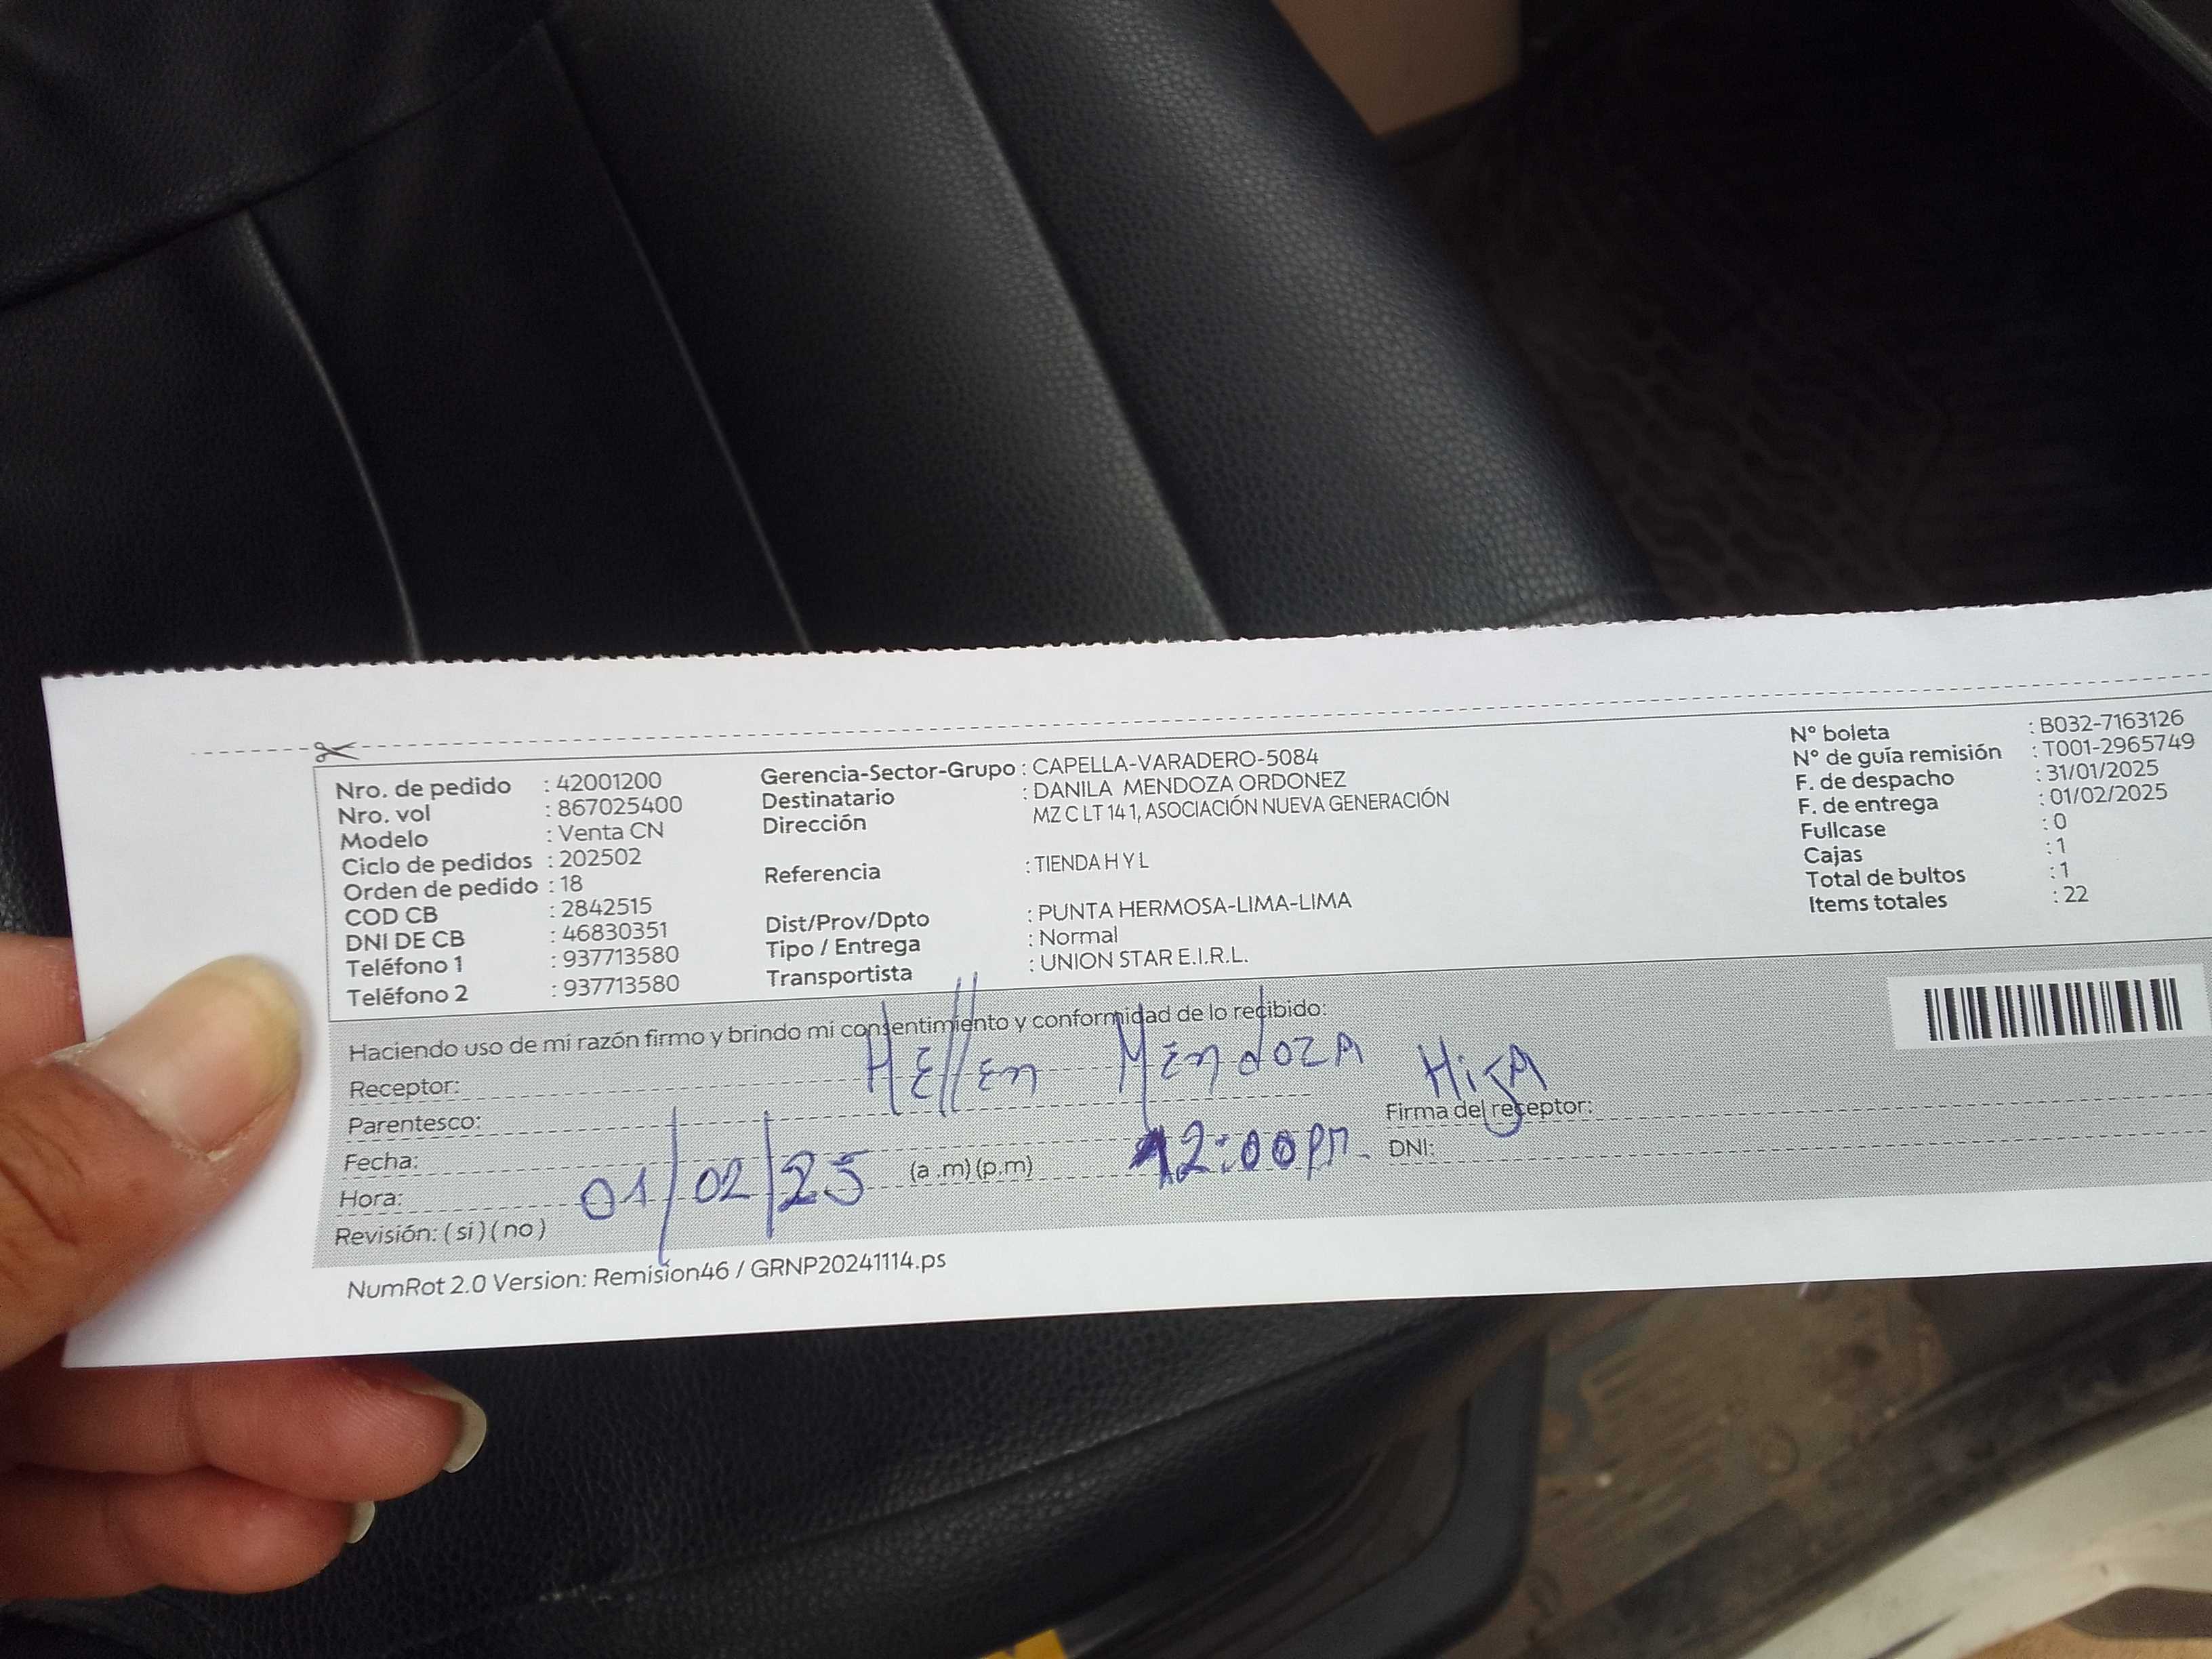 Nro. de pedido : 42001200
Nro. vol : 867025400
Modelo : Venta CN
Ciclo de pedidos : 202502
Orden de pedido : 18
COD CB : 2842515
DNI DE CB : 46830351
Teléfono 1 : 937713580
Teléfono 2 : 937713580
Gerencia-Sector-Grupo : CAPELLA-VARADERO-5084
Destinatario : DANILA MENDOZA ORDONEZ
Dirección MZ C LT 14 1, ASOCIACIÓN NUEVA GENERACIÓN
Referencia : TIENDA H Y L
Dist/Prov/Dpto : PUNTA HERMOSA-LIMA-LIMA
Tipo / Entrega : Normal
Transportista : UNION STAR E.I.R.L.
N° boleta : B032-7163126
N° de guía remisión : T001-2965749
F. de despacho : 31/01/2025
F. de entrega : 01/02/2025
Fullcase : 0
Cajas : 1
Total de bultos : 1
Items totales : 22
Haciendo uso de mi razón firmo y brindo mi consentimiento y conformidad de lo recibido:
Receptor: Hellen Mendoza Hija
Parentesco:
Firma del receptor:
Fecha: 01/02/25 (a .m) (p.m) 12:00pm
DNI:
Hora:
Revisión: ( si ) ( no )
NumRot 2.0 Version: Remision46 / GRNP20241114.ps